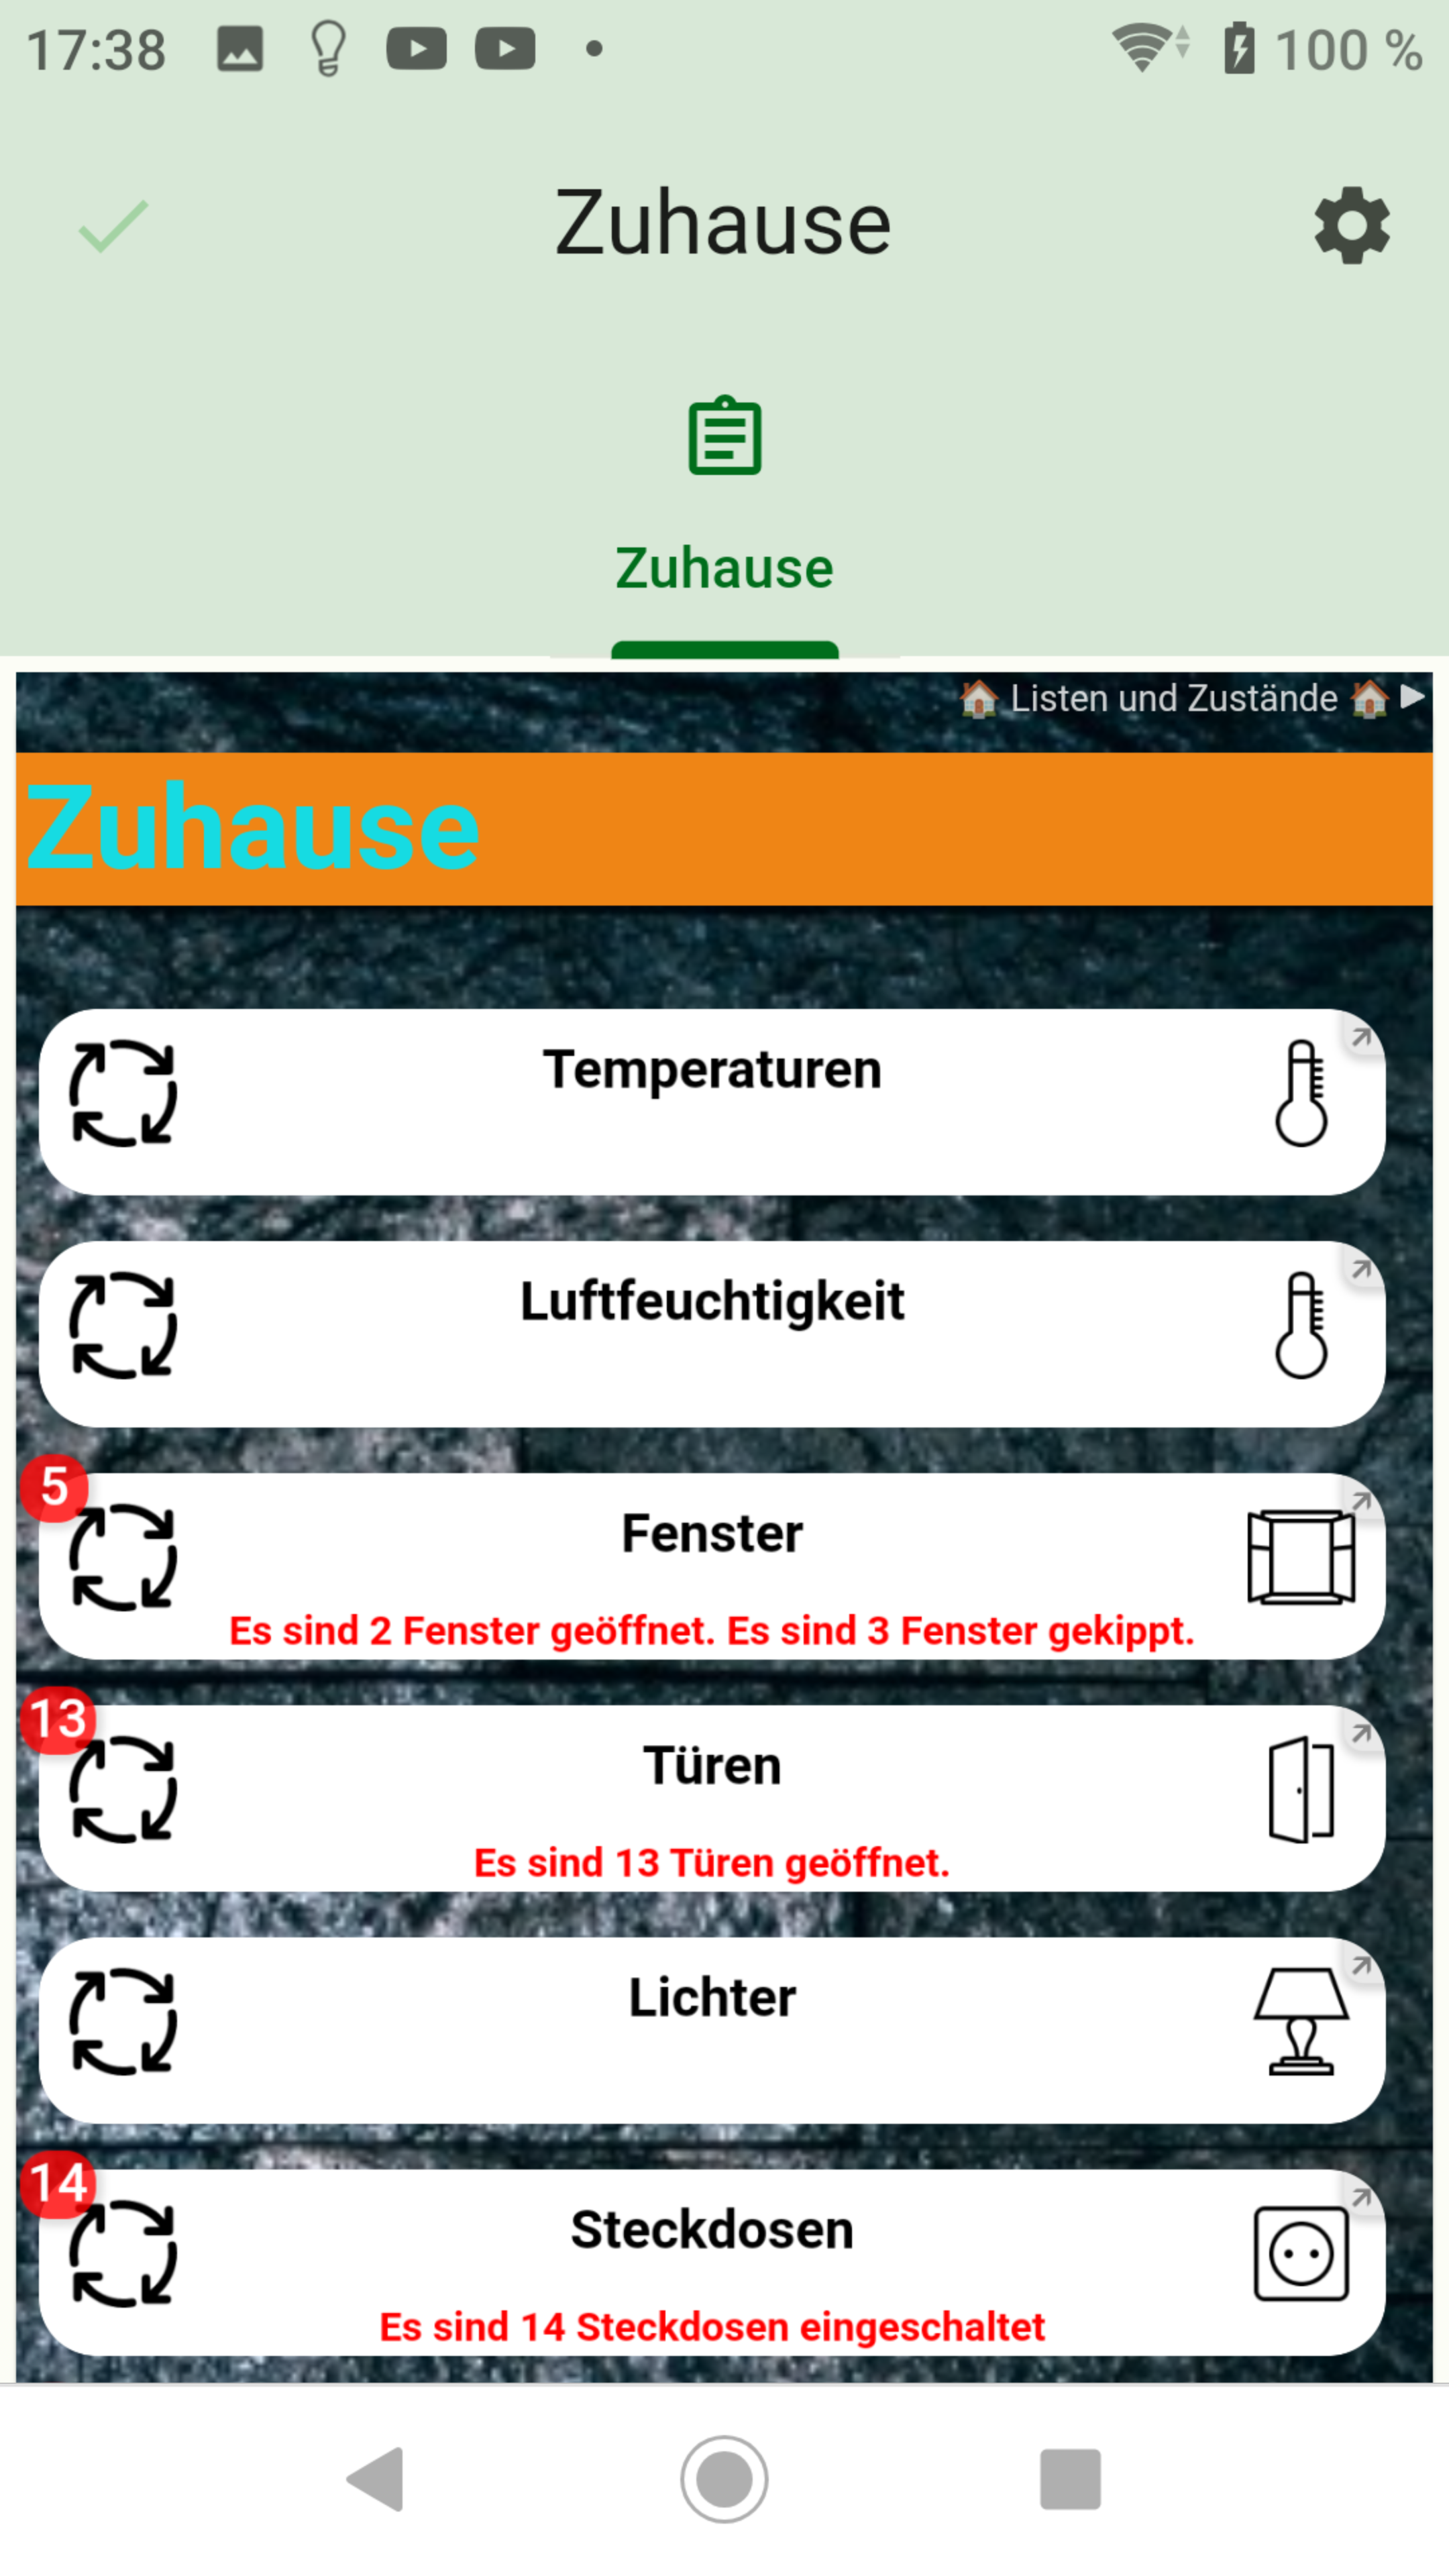 17:38
100 %
Zuhause
Zuhause
🏠 Listen und Zustände 🏠
Zuhause
Temperaturen
Luftfeuchtigkeit
5
Fenster
Es sind 2 Fenster geöffnet. Es sind 3 Fenster gekippt.
13
Türen
Es sind 13 Türen geöffnet.
Lichter
14
Steckdosen
Es sind 14 Steckdosen eingeschaltet